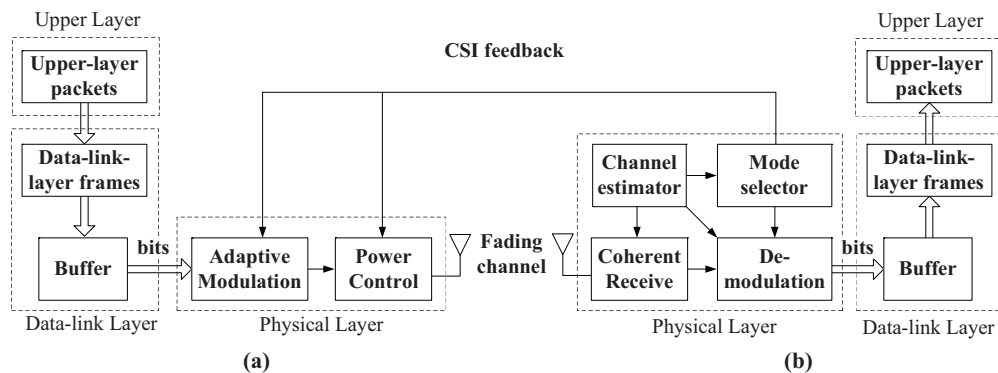 Upper Layer
Upper-layer
packets
Data-link-
layer frames
Buffer
Data-link Layer
bits
Adaptive
Modulation
Power
Control
Physical Layer
(a)
CSI feedback
Fading
channel
Channel
estimator
Mode
selector
Coherent
Receive
De-
modulation
Physical Layer
bits
Upper Layer
Upper-layer
packets
Data-link-
layer frames
Buffer
Data-link Layer
(b)